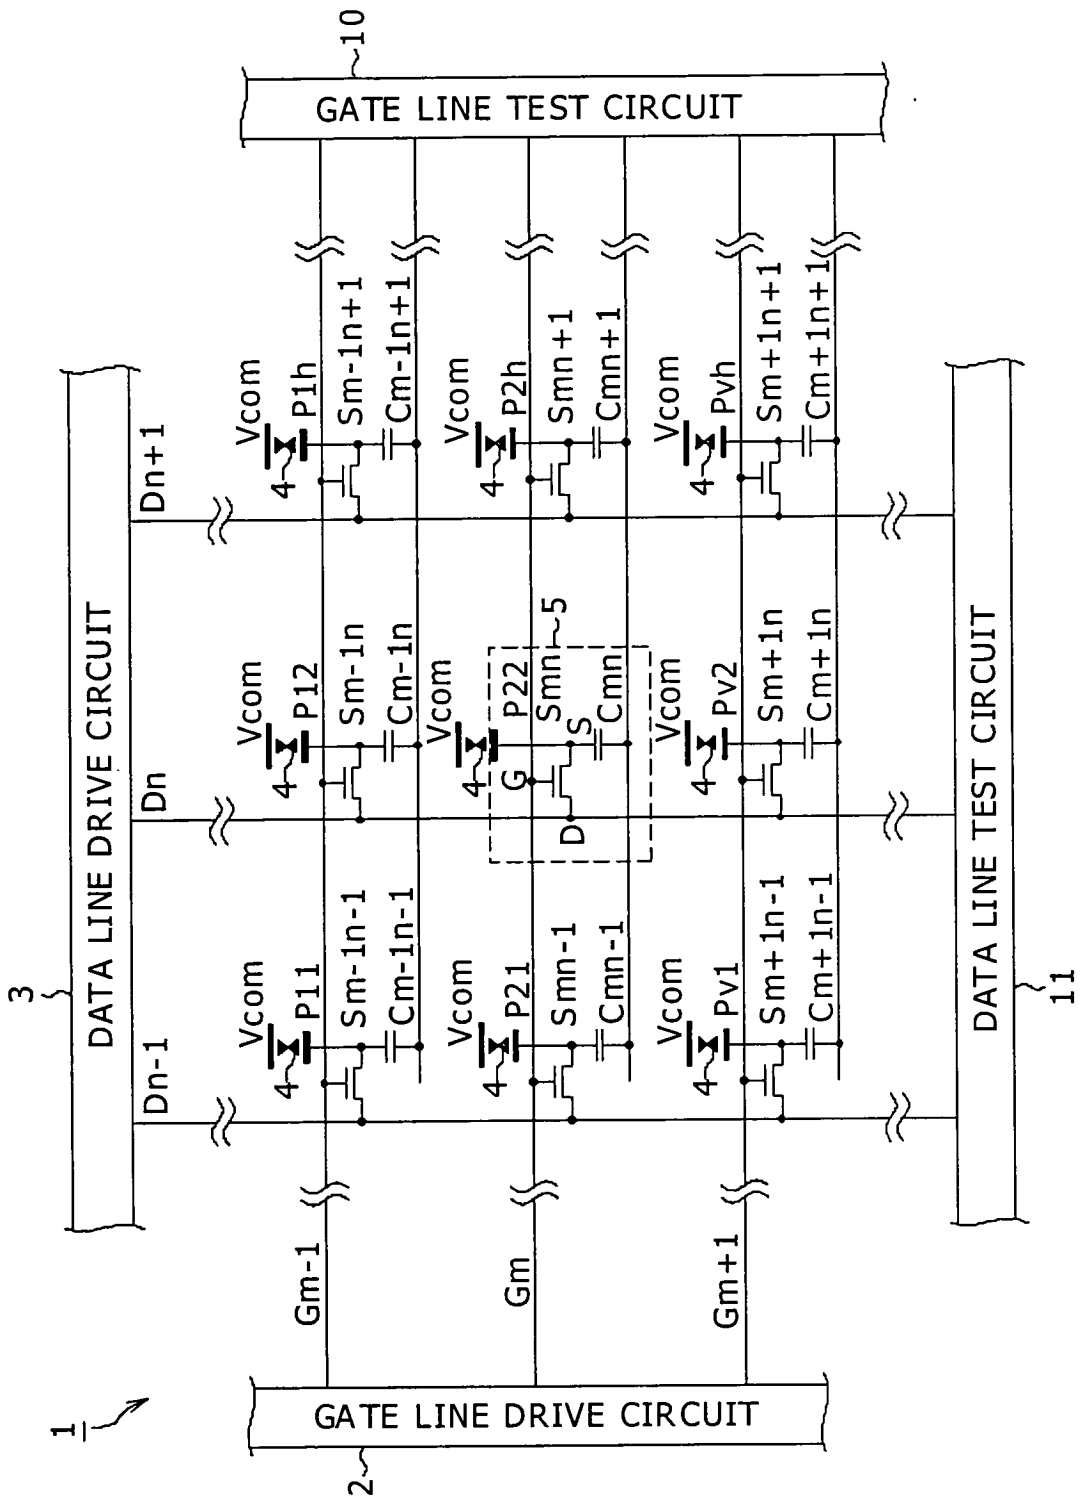 1
3
DATA LINE DRIVE CIRCUIT
Dn-1
Dn
Dn+1
2
GATE LINE DRIVE CIRCUIT
10
GATE LINE TEST CIRCUIT
Gm-1
Vcom
4
P11
Sm-1n-1
Cm-1n-1
Vcom
4
P12
Sm-1n
Cm-1n
Vcom
4
P1h
Sm-1n+1
Cm-1n+1
Gm
Vcom
4
P21
Smn-1
Cmn-1
Vcom
4
P22
G
Smn
5
S
D
Cmn
Vcom
4
P2h
Smn+1
Cmn+1
Gm+1
Vcom
4
Pv1
Sm+1n-1
Cm+1n-1
Vcom
4
Pv2
Sm+1n
Cm+1n
Vcom
4
Pvh
Sm+1n+1
Cm+1n+1
DATA LINE TEST CIRCUIT
11